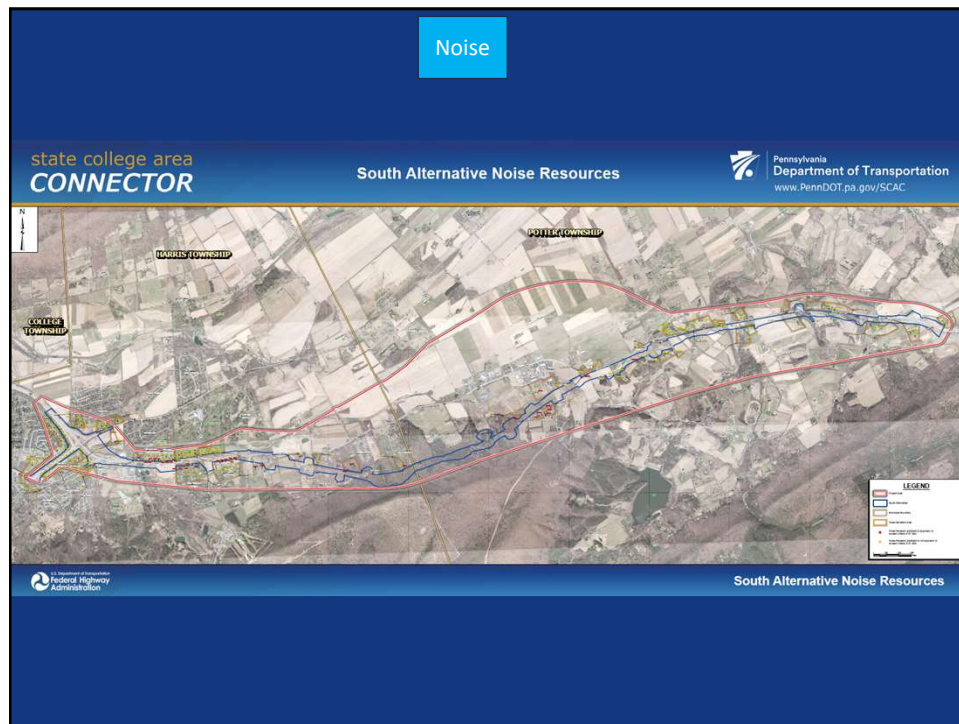 Noise
state college area
CONNECTOR
South Alternative Noise Resources
Pennsylvania
Department of Transportation
www.PennDOT.pa.gov/SCAC
N
HARRIS TOWNSHIP
POTTER TOWNSHIP
COLLEGE
TOWNSHIP
LEGEND
U.S. Department of Transportation
Federal Highway
Administration
South Alternative Noise Resources